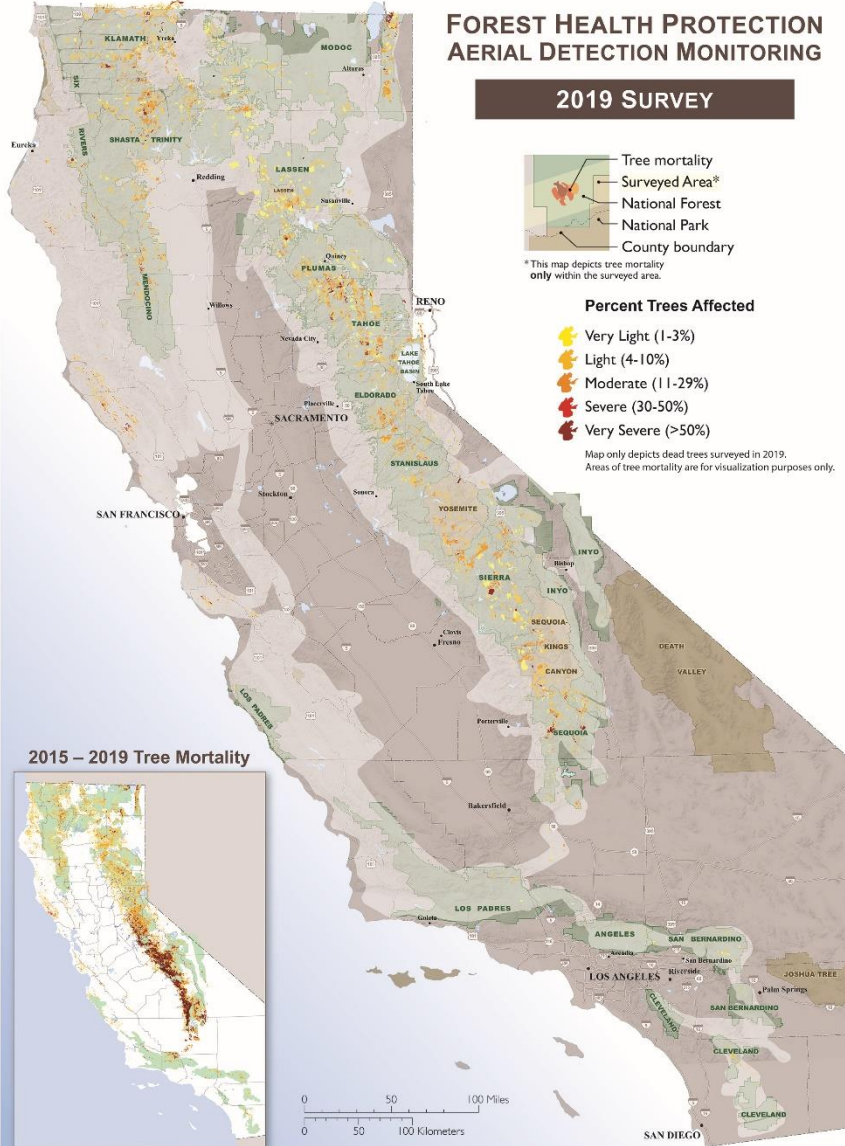 FOREST HEALTH PROTECTION
AERIAL DETECTION MONITORING
2019 SURVEY
Tree mortality
Surveyed Area*
National Forest
National Park
County boundary
* This map depicts tree mortality
only within the surveyed area.
Percent Trees Affected
Very Light (1-3%)
Light (4-10%)
Moderate (11-29%)
Severe (30-50%)
Very Severe (>50%)
Map only depicts dead trees surveyed in 2019.
Areas of tree mortality are for visualization purposes only.
KLAMATH
Yreka
MODOC
Alturas
SIX
RIVERS
Eureka
SHASTA TRINITY
Redding
LASSEN
LASSEN
Susanville
Quincy
PLUMAS
MENDOCINO
Willows
RENO
TAHOE
Nevada City
LAKE
TAHOE
BASIN
South Lake
Tahoe
ELDORADO
Placerville
SACRAMENTO
STANISLAUS
Stockton
Sonora
SAN FRANCISCO
YOSEMITE
INYO
Bishop
SIERRA
INYO
SEQUOIA-
KINGS
CANYON
Clovis
Fresno
DEATH
VALLEY
LOS PADRES
Porterville
SEQUOIA
Bakersfield
2015 – 2019 Tree Mortality
LOS PADRES
Goleta
ANGELES
SAN BERNARDINO
Arcadia
San Bernardino
LOS ANGELES
Riverside
JOSHUA TREE
Palm Springs
SAN BERNARDINO
CLEVELAND
CLEVELAND
CLEVELAND
SAN DIEGO
0 50 100 Miles
0 50 100 Kilometers